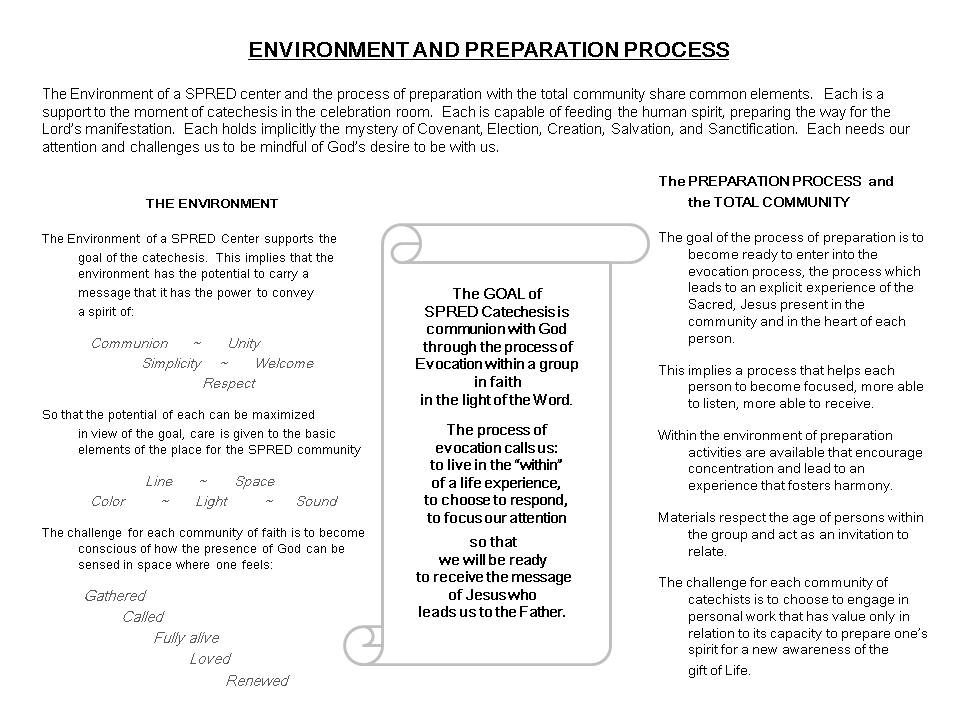 ENVIRONMENT AND PREPARATION PROCESS
The Environment of a SPRED center and the process of preparation with the total community share common elements.  Each is a
support to the moment of catechesis in the celebration room.  Each is capable of feeding the human spirit, preparing the way for the
Lord's manifestation.  Each holds implicitly the mystery of Covenant, Election, Creation, Salvation, and Sanctification.  Each needs our
attention and challenges us to be mindful of God's desire to be with us.
THE ENVIRONMENT
The Environment of a SPRED Center supports the
goal of the catechesis.  This implies that the
environment has the potential to carry a
message that it has the power to convey
a spirit of:
Communion ~ Unity
Simplicity ~ Welcome
Respect
So that the potential of each can be maximized
in view of the goal, care is given to the basic
elements of the place for the SPRED community
Line ~ Space
Color ~ Light ~ Sound
The challenge for each community of faith is to become
conscious of how the presence of God can be
sensed in space where one feels:
Gathered
Called
Fully alive
Loved
Renewed
The GOAL of
SPRED Catechesis is
communion with God
through the process of
Evocation within a group
in faith
in the light of the Word.
The process of
evocation calls us:
to live in the "within"
of a life experience,
to choose to respond,
to focus our attention
so that
we will be ready
to receive the message
of Jesus who
leads us to the Father.
The PREPARATION PROCESS and
the TOTAL COMMUNITY
The goal of the process of preparation is to
become ready to enter into the
evocation process, the process which
leads to an explicit experience of the
Sacred, Jesus present in the
community and in the heart of each
person.
This implies a process that helps each
person to become focused, more able
to listen, more able to receive.
Within the environment of preparation
activities are available that encourage
concentration and lead to an
experience that fosters harmony.
Materials respect the age of persons within
the group and act as an invitation to
relate.
The challenge for each community of
catechists is to choose to engage in
personal work that has value only in
relation to its capacity to prepare one's
spirit for a new awareness of the
gift of Life.